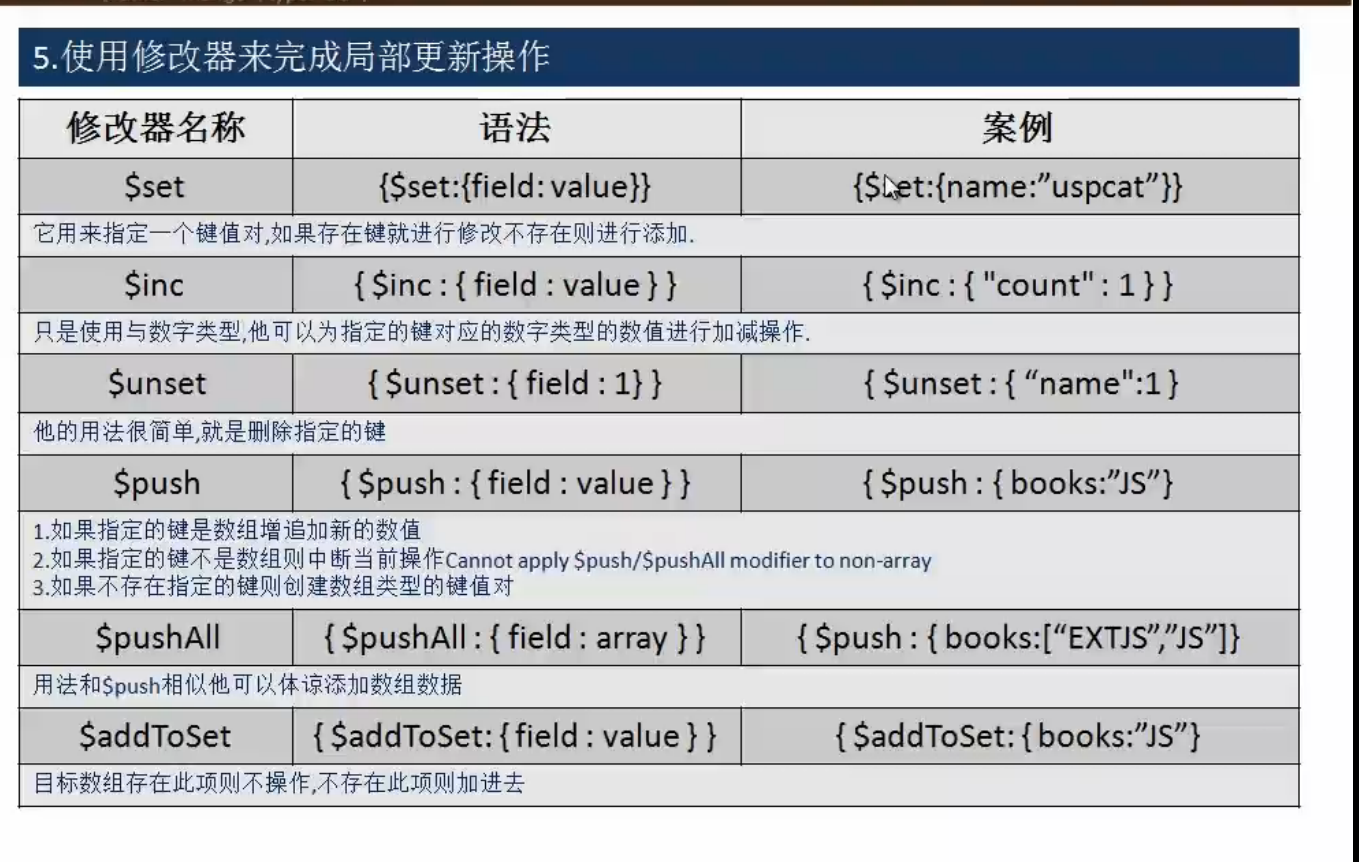 5.使用修改器来完成局部更新操作
修改器名称 语法 案例
$set {$set:{field: value}} {$set:{name:”uspcat”}}
它用来指定一个键值对,如果存在键就进行修改不存在则进行添加.
$inc { $inc : { field : value } } { $inc : { "count" : 1 } }
只是使用与数字类型,他可以为指定的键对应的数字类型的数值进行加减操作.
$unset { $unset : { field : 1} } { $unset : { “name":1 }
他的用法很简单,就是删除指定的键
$push { $push : { field : value } } { $push : { books:”JS”}
1.如果指定的键是数组增追加新的数值
2.如果指定的键不是数组则中断当前操作Cannot apply $push/$pushAll modifier to non-array
3.如果不存在指定的键则创建数组类型的键值对
$pushAll { $pushAll : { field : array } } { $push : { books:[“EXTJS”,”JS”]}
用法和$push相似他可以体谅添加数组数据
$addToSet { $addToSet: { field : value } } { $addToSet: { books:”JS”}
目标数组存在此项则不操作,不存在此项则加进去